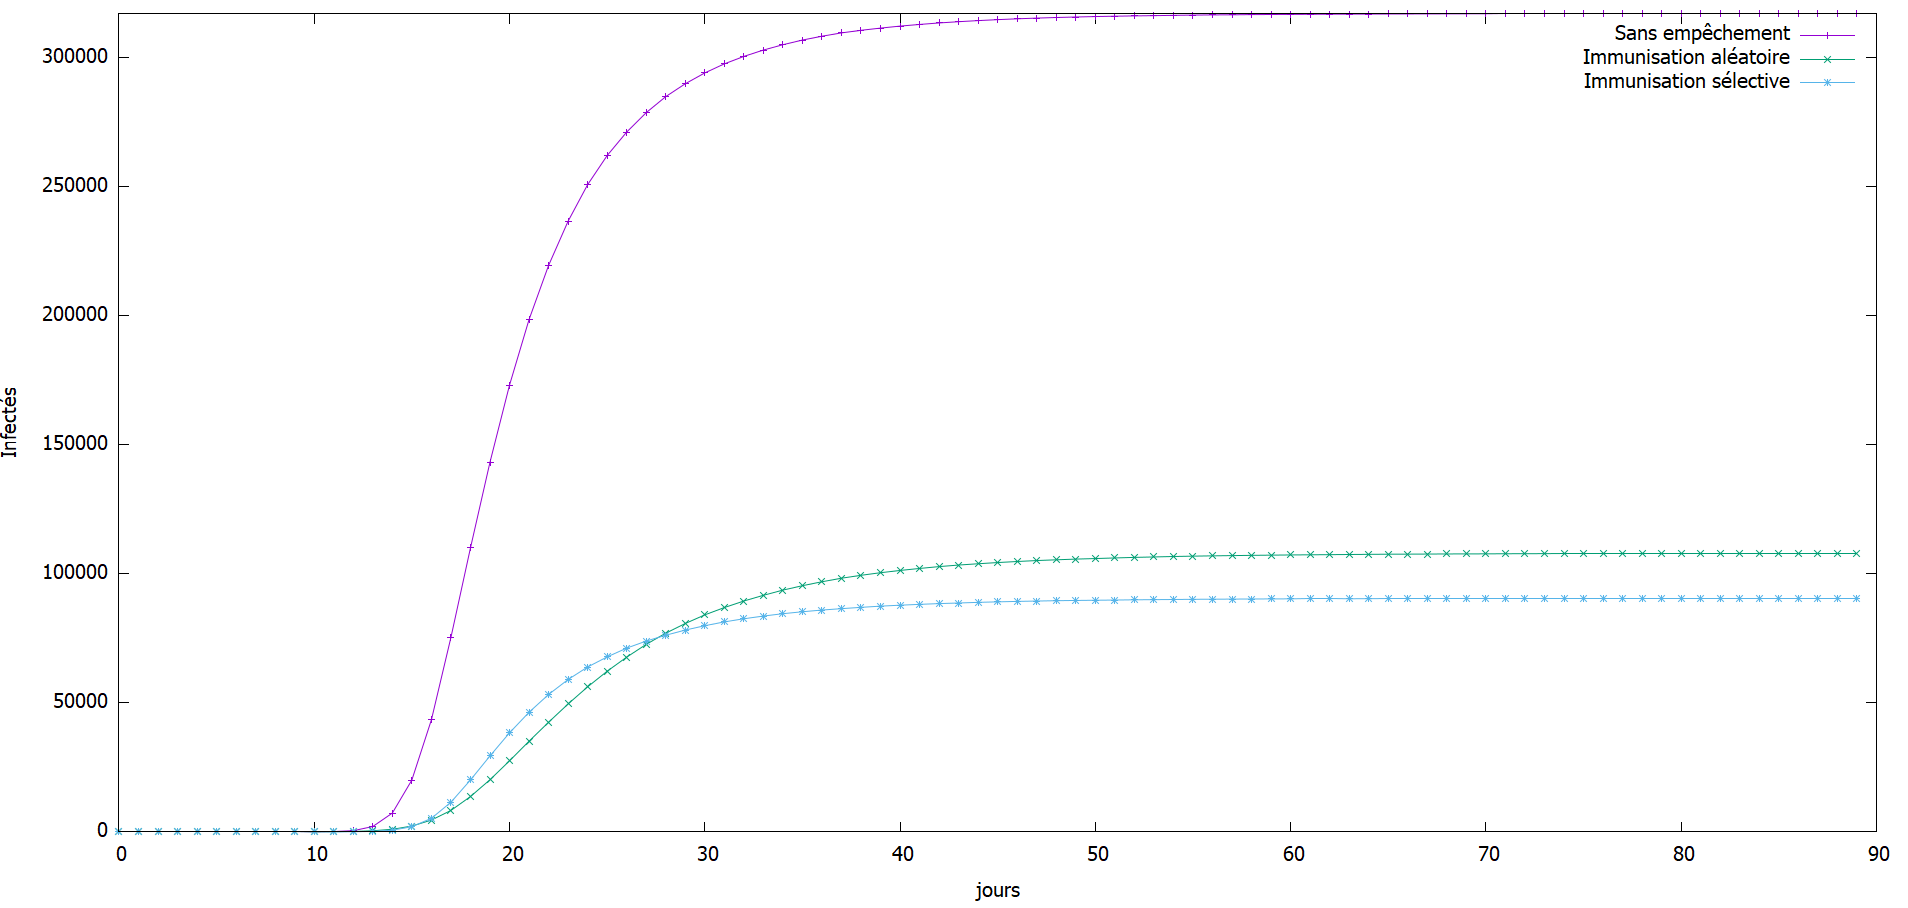 300000
250000
200000
150000
100000
50000
0
Infectés
0 10 20 30 40 50 60 70 80 90
jours
Sans empêchement
Immunisation aléatoire
Immunisation sélective